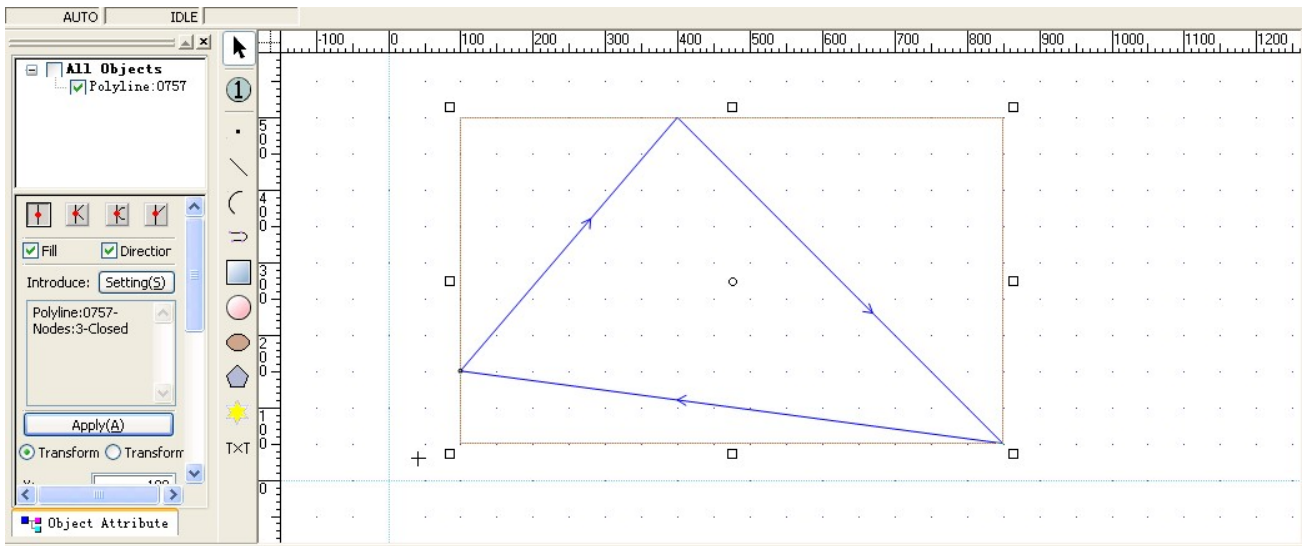 AUTO IDLE
-100 0 100 200 300 400 500 600 700 800 900 1000 1100 1200
All Objects
Polyline:0757
1
500
400
300
200
100
0
Fill Direction
Introduce: Setting(S)
Polyline:0757-
Nodes:3-Closed
Apply(A)
Transform Transform
TXT
Object Attribute